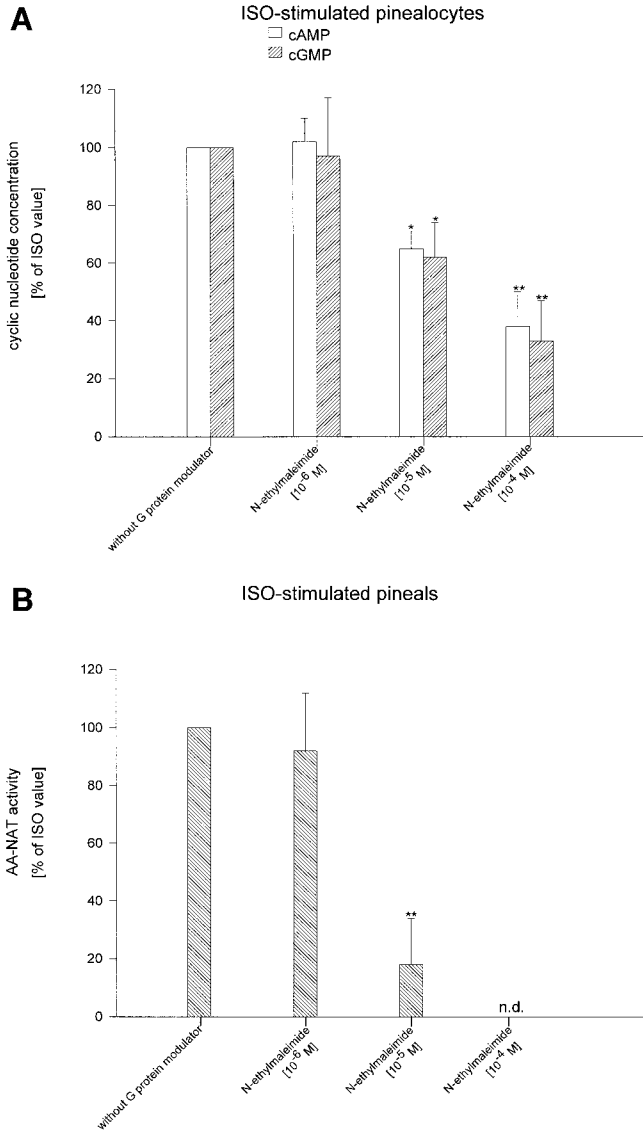 A
ISO-stimulated pinealocytes
cAMP
cGMP
120
100
80
60
40
20
0
cyclic nucleotide concentration
[% of ISO value]
*
*
**
**
without G protein modulator
N-ethylmaleimide
[10⁻⁶ M]
N-ethylmaleimide
[10⁻⁵ M]
N-ethylmaleimide
[10⁻⁴ M]
B
ISO-stimulated pineals
120
100
80
60
40
20
0
AA-NAT activity
[% of ISO value]
**
n.d.
without G protein modulator
N-ethylmaleimide
[10⁻⁶ M]
N-ethylmaleimide
[10⁻⁵ M]
N-ethylmaleimide
[10⁻⁴ M]